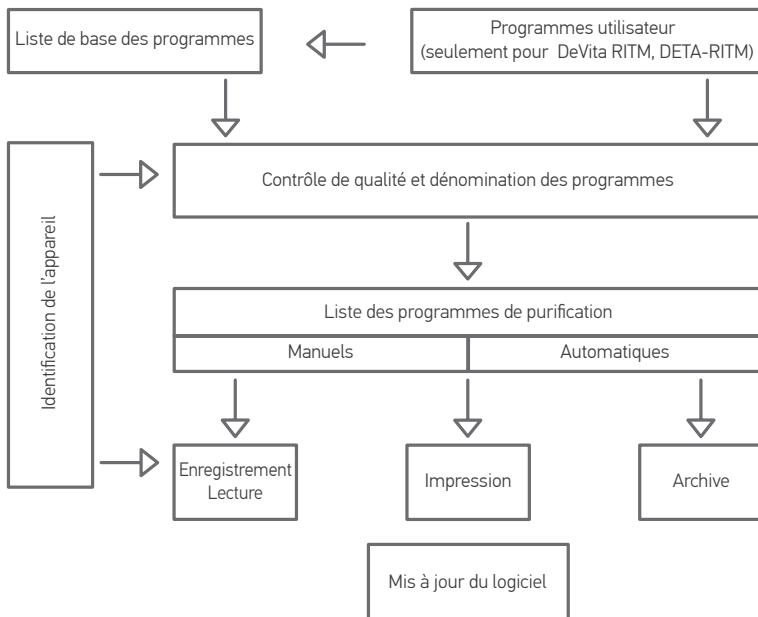 Liste de base des programmes
Programmes utilisateur
(seulement pour DeVita RITM, DETA-RITM)
Contrôle de qualité et dénomination des programmes
Identification de l'appareil
Liste des programmes de purification
Manuels
Automatiques
Enregistrement
Lecture
Impression
Archive
Mis à jour du logiciel